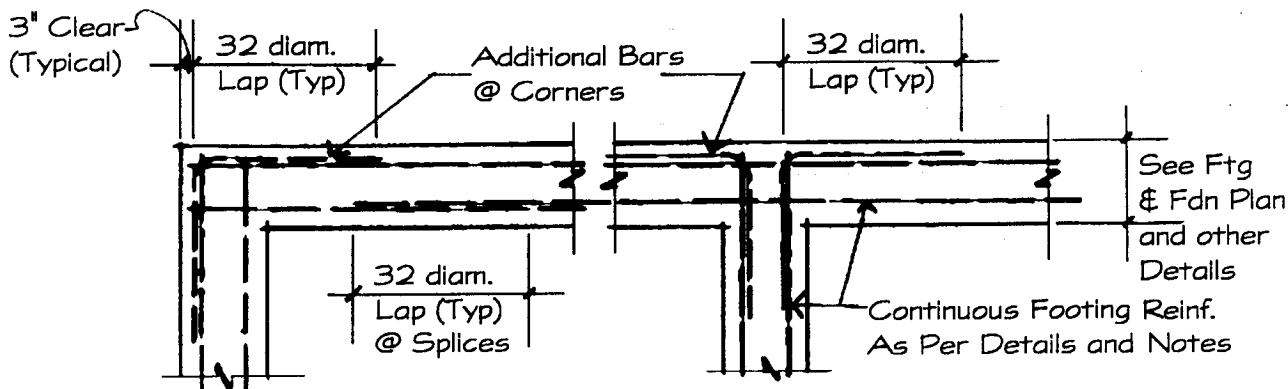 3" Clear
(Typical)
32 diam.
Lap (Typ)
Additional Bars
@ Corners
32 diam.
Lap (Typ)
See Ftg
& Fdn Plan
and other
Details
32 diam.
Lap (Typ)
@ Splices
Continuous Footing Reinf.
As Per Details and Notes